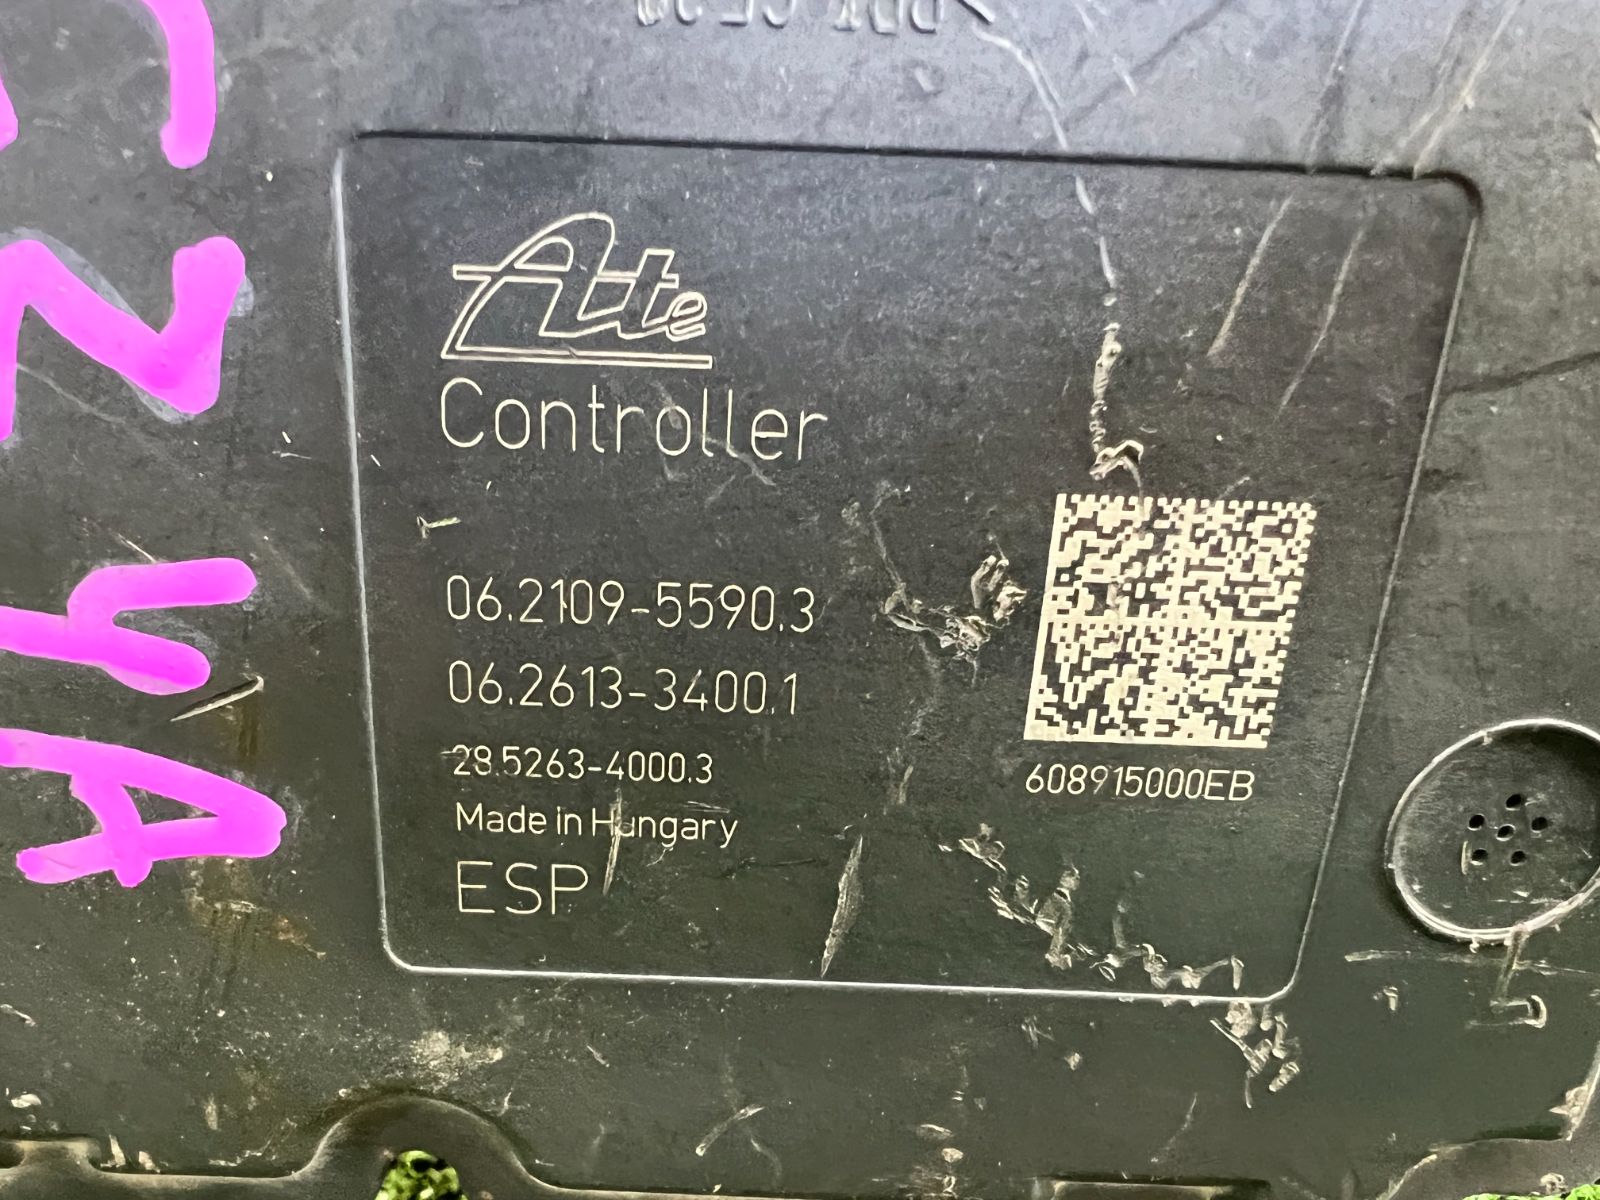 Ate
Controller
06.2109-5590.3
06.2613-3400.1
28.5263-4000.3
Made in Hungary
ESP
608915000EB